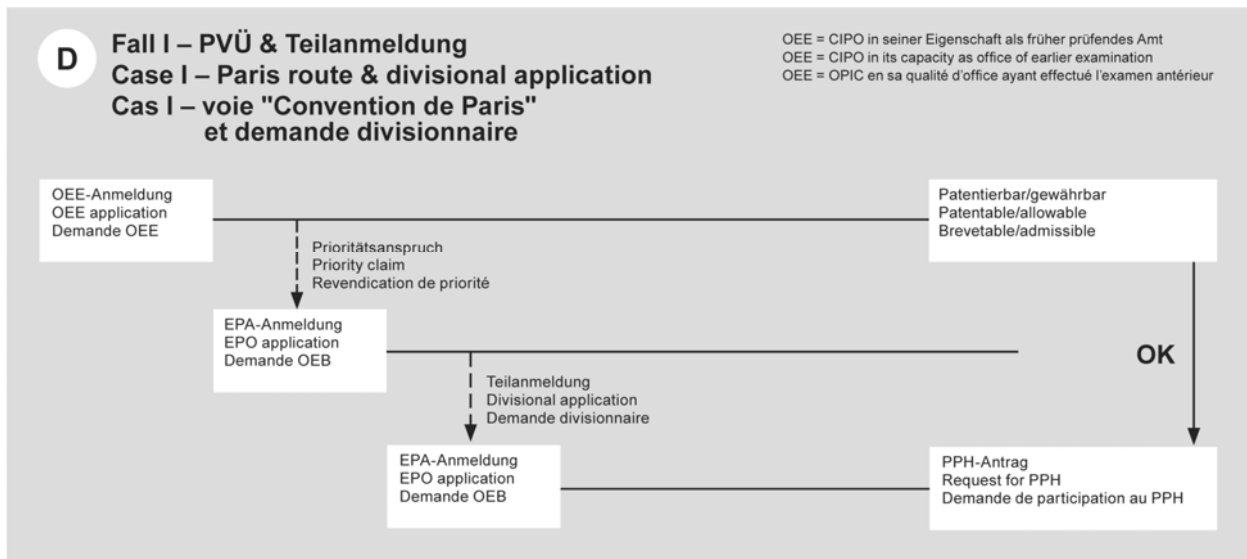 D
Fall I – PVÜ & Teilanmeldung
Case I – Paris route & divisional application
Cas I – voie "Convention de Paris"
et demande divisionnaire
OEE = CIPO in seiner Eigenschaft als früher prüfendes Amt
OEE = CIPO in its capacity as office of earlier examination
OEE = OPIC en sa qualité d'office ayant effectué l'examen antérieur
OEE-Anmeldung
OEE application
Demande OEE
Patentierbar/gewährbar
Patentable/allowable
Brevetable/admissible
Prioritätsanspruch
Priority claim
Revendication de priorité
EPA-Anmeldung
EPO application
Demande OEB
OK
Teilanmeldung
Divisional application
Demande divisionnaire
EPA-Anmeldung
EPO application
Demande OEB
PPH-Antrag
Request for PPH
Demande de participation au PPH